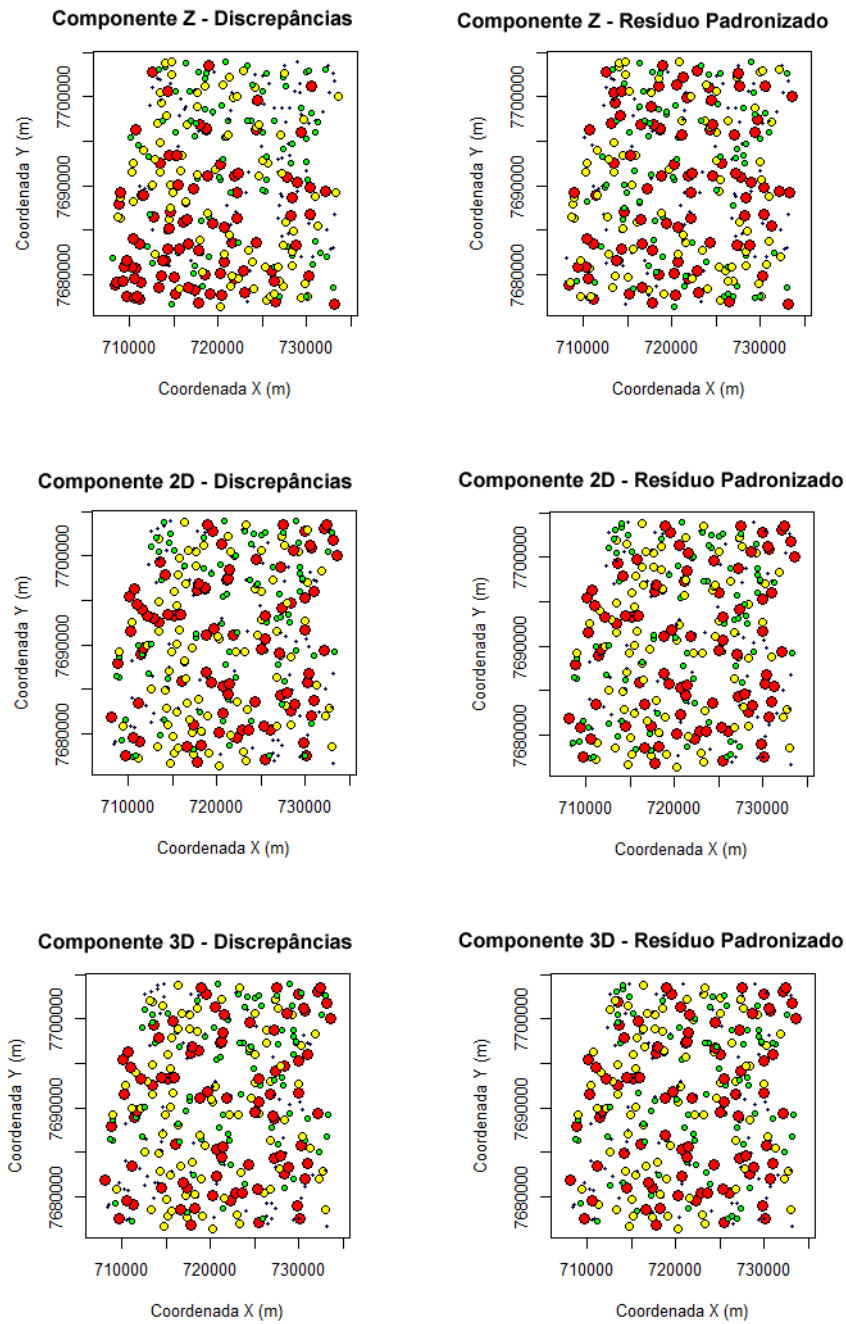 Componente Z - Discrepâncias
Componente Z - Resíduo Padronizado
Coordenada Y (m)
7680000 7690000 7700000
710000 720000 730000
Coordenada X (m)
Coordenada Y (m)
7680000 7690000 7700000
710000 720000 730000
Coordenada X (m)
Componente 2D - Discrepâncias
Componente 2D - Resíduo Padronizado
Coordenada Y (m)
7680000 7690000 7700000
710000 720000 730000
Coordenada X (m)
Coordenada Y (m)
7680000 7690000 7700000
710000 720000 730000
Coordenada X (m)
Componente 3D - Discrepâncias
Componente 3D - Resíduo Padronizado
Coordenada Y (m)
7680000 7690000 7700000
710000 720000 730000
Coordenada X (m)
Coordenada Y (m)
7680000 7690000 7700000
710000 720000 730000
Coordenada X (m)